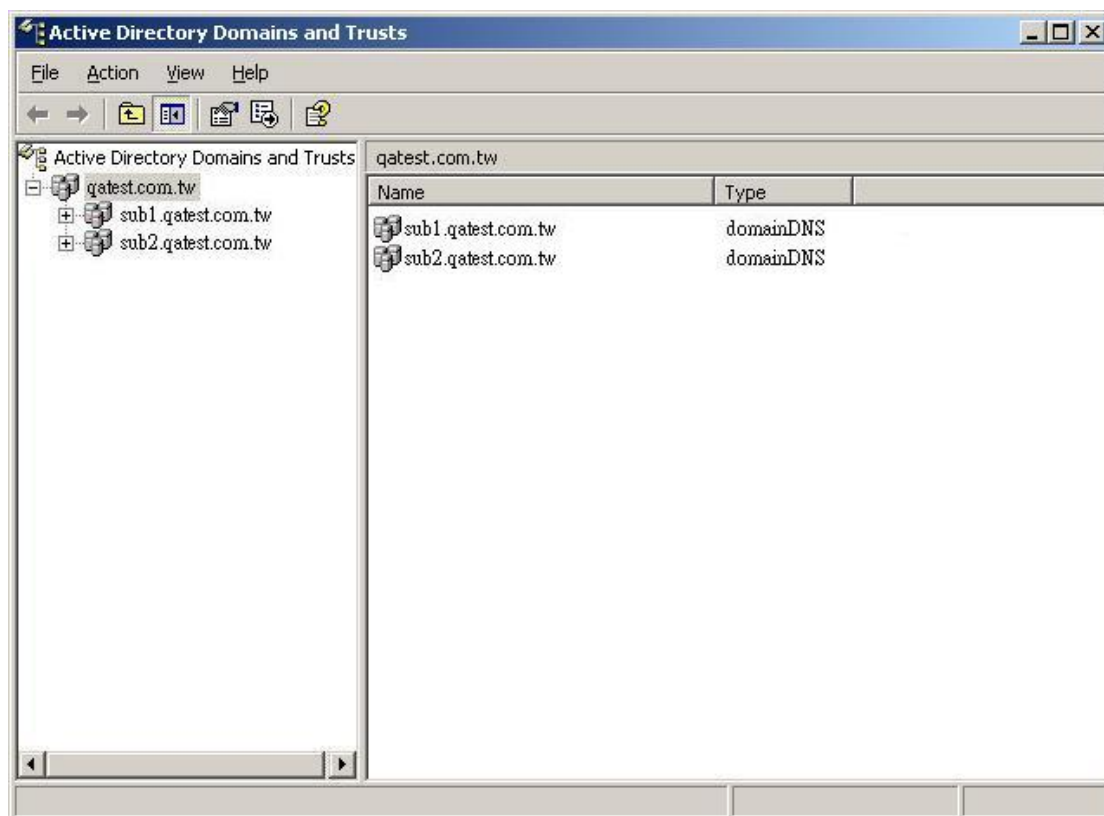 Active Directory Domains and Trusts
File Action View Help
Active Directory Domains and Trusts
qatest.com.tw
sub1.qatest.com.tw
sub2.qatest.com.tw
qatest.com.tw
Name Type
sub1.qatest.com.tw domainDNS
sub2.qatest.com.tw domainDNS